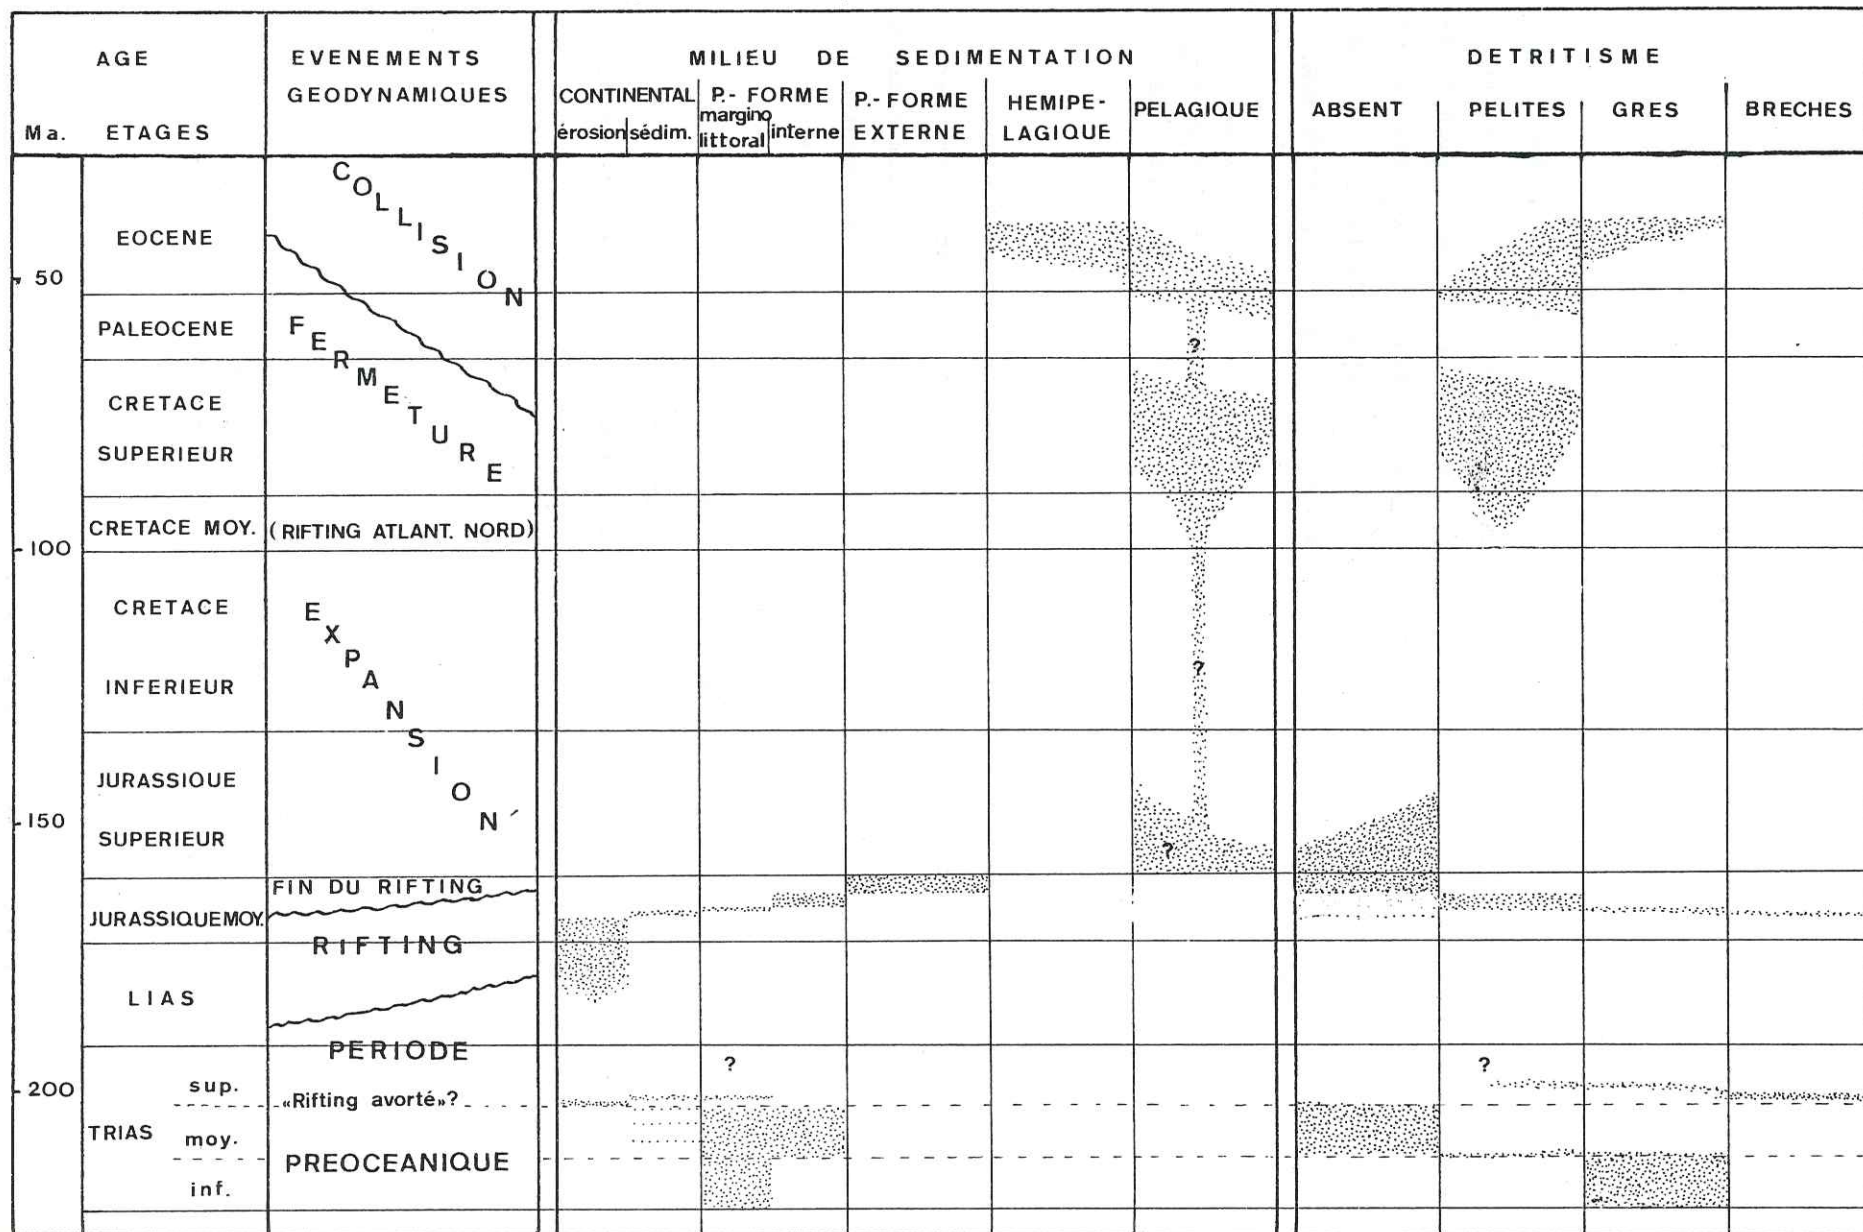 AGE
EVENEMENTS
MILIEU DE SEDIMENTATION
DETRITISME
GEODYNAMIQUES
CONTINENTAL
P.- FORME
P.- FORME
EXTERNE
HEMIPE-
LAGIQUE
PELAGIQUE
ABSENT
PELITES
GRES
BRECHES
Ma.
ETAGES
érosion
sédim.
margino
littoral
interne
COLLISION
EOCENE
50
PALEOCENE
FERMETURE
?
CRETACE
SUPERIEUR
CRETACE MOY.
(RIFTING ATLANT. NORD)
100
CRETACE
INFERIEUR
EXPANSION
?
JURASSIQUE
150
SUPERIEUR
?
FIN DU RIFTING
JURASSIQUE MOY.
RIFTING
LIAS
PERIODE
?
?
200
sup.
«Rifting avorté»?
TRIAS
moy.
PREOCEANIQUE
inf.